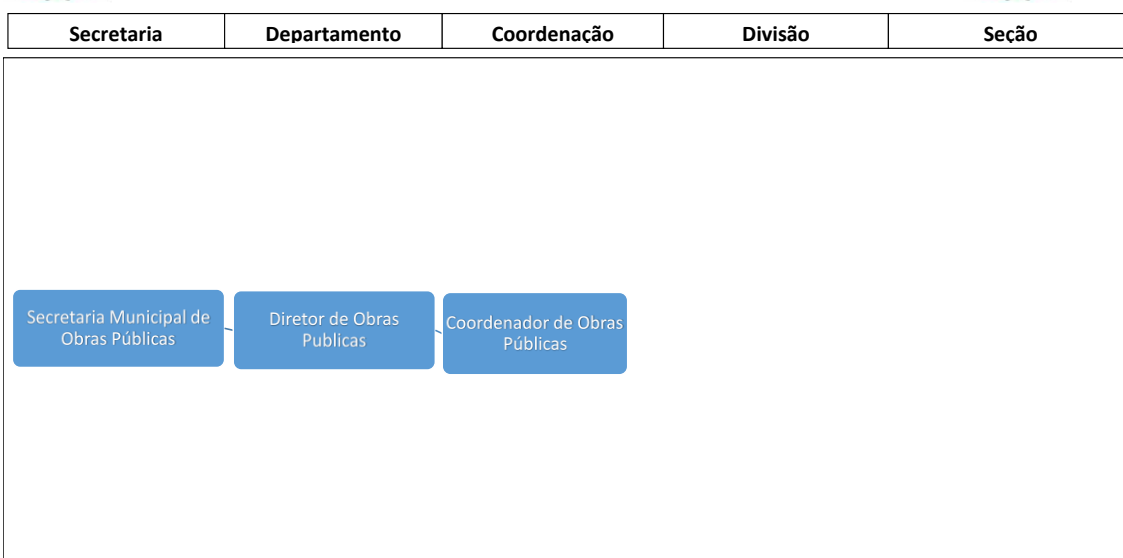 Secretaria Departamento Coordenação Divisão Seção
Secretaria Municipal de
Obras Públicas
Diretor de Obras
Publicas
Coordenador de Obras
Públicas